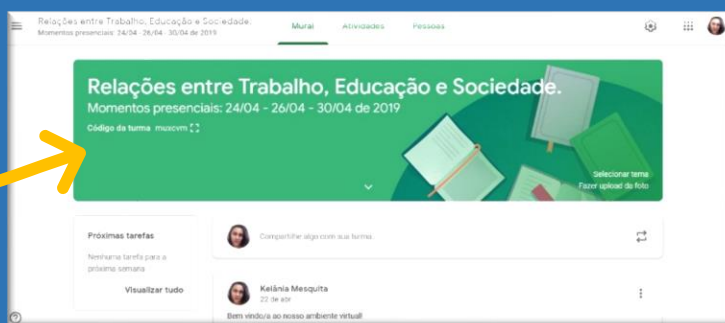 Relações entre Trabalho, Educação e Sociedade.
Momentos presenciais: 24/04 - 26/04 - 30/04 de 2019
Mural
Atividades
Pessoas
Relações entre Trabalho, Educação e Sociedade.
Momentos presenciais: 24/04 - 26/04 - 30/04 de 2019
Código da turma muxcvm
Selecionar tema
Fazer upload da foto
Próximas tarefas
Nenhuma tarefa para a
próxima semana
Visualizar tudo
Compartilhe algo com sua turma
Kelânia Mesquita
22 de abr
Bem vindo/a ao nosso ambiente virtual!